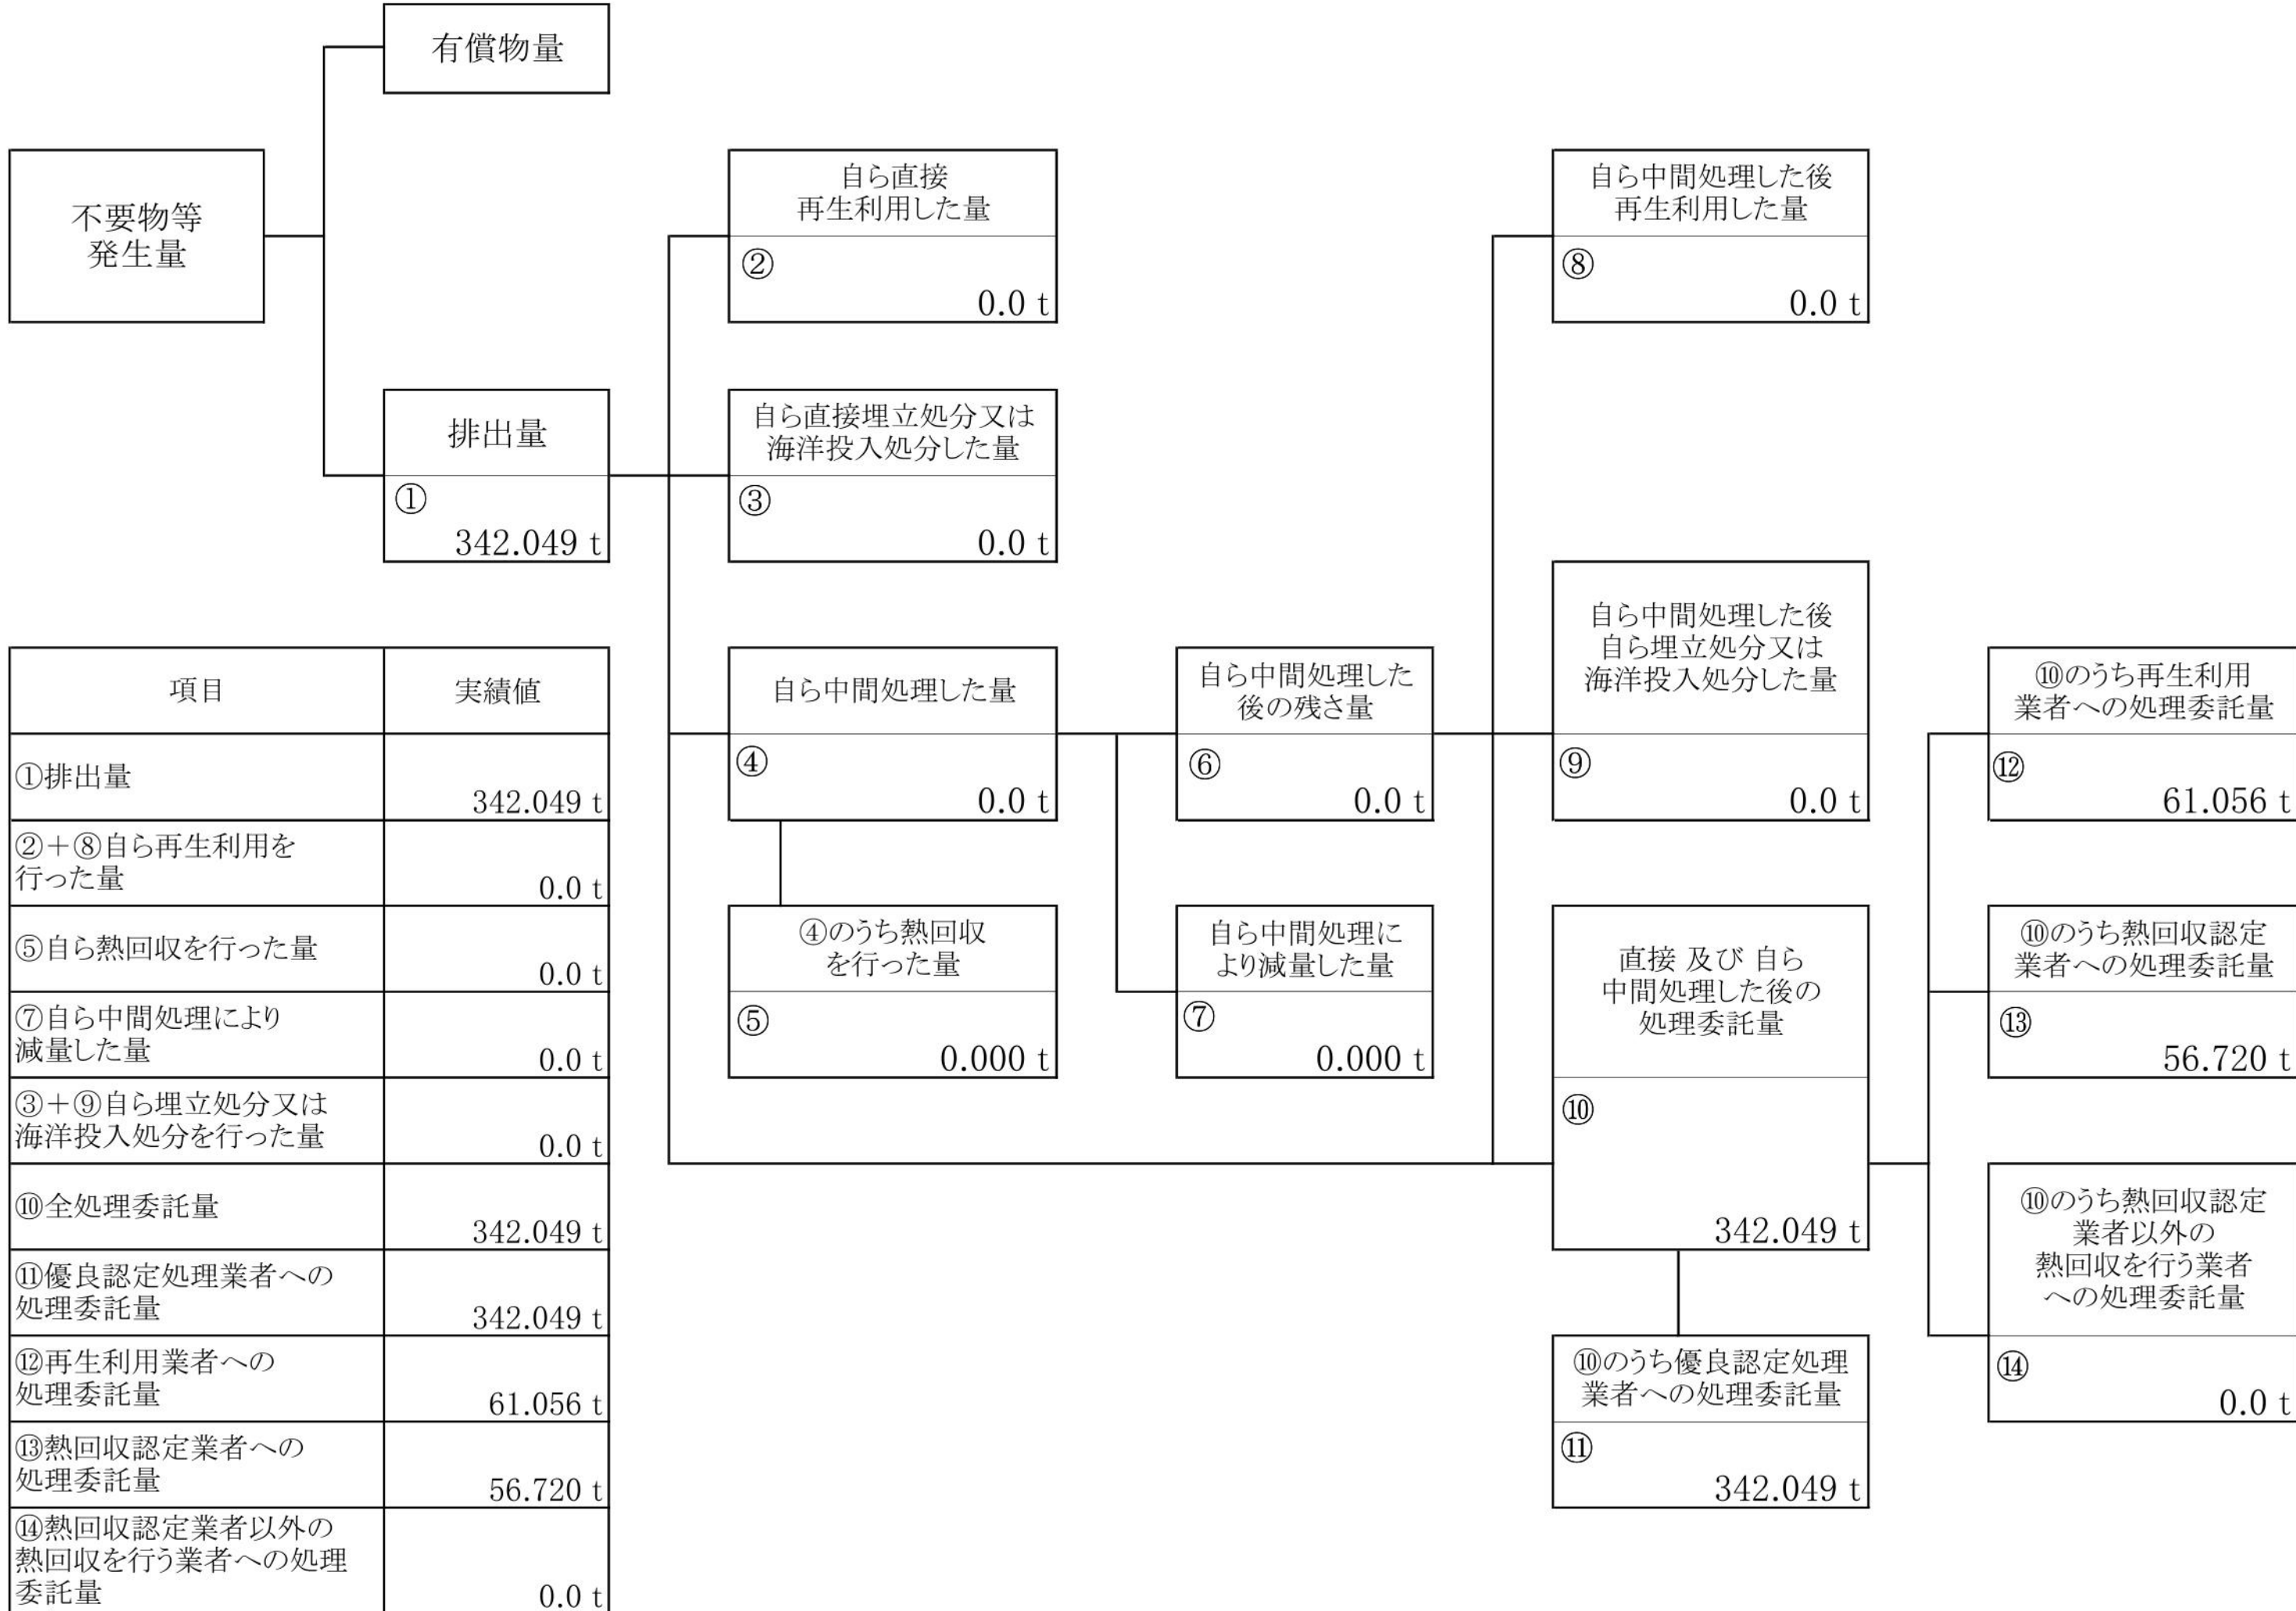 有償物量
不要物等
発生量
自ら直接
再生利用した量
②
0.0 t
自ら中間処理した後
再生利用した量
⑧
0.0 t
排出量
①
342.049 t
自ら直接埋立処分又は
海洋投入処分した量
③
0.0 t
自ら中間処理した量
④
0.0 t
自ら中間処理した
後の残さ量
⑥
0.0 t
自ら中間処理した後
自ら埋立処分又は
海洋投入処分した量
⑨
0.0 t
⑩のうち再生利用
業者への処理委託量
⑫
61.056 t
④のうち熱回収
を行った量
⑤
0.000 t
自ら中間処理に
より減量した量
⑦
0.000 t
直接 及び 自ら
中間処理した後の
処理委託量
⑩
342.049 t
⑩のうち熱回収認定
業者への処理委託量
⑬
56.720 t
⑩のうち熱回収認定
業者以外の
熱回収を行う業者
への処理委託量
⑭
0.0 t
⑩のうち優良認定処理
業者への処理委託量
⑪
342.049 t
項目 実績値
①排出量
342.049 t
②＋⑧自ら再生利用を
行った量
0.0 t
⑤自ら熱回収を行った量
0.0 t
⑦自ら中間処理により
減量した量
0.0 t
③＋⑨自ら埋立処分又は
海洋投入処分を行った量
0.0 t
⑩全処理委託量
342.049 t
⑪優良認定処理業者への
処理委託量
342.049 t
⑫再生利用業者への
処理委託量
61.056 t
⑬熱回収認定業者への
処理委託量
56.720 t
⑭熱回収認定業者以外の
熱回収を行う業者への処理
委託量
0.0 t